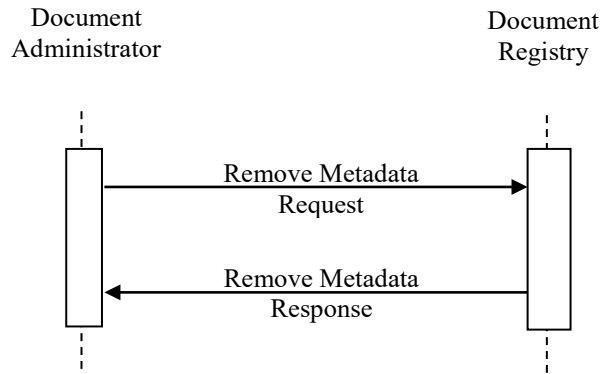 Document
Administrator
Document
Registry
Remove Metadata
Request
Remove Metadata
Response